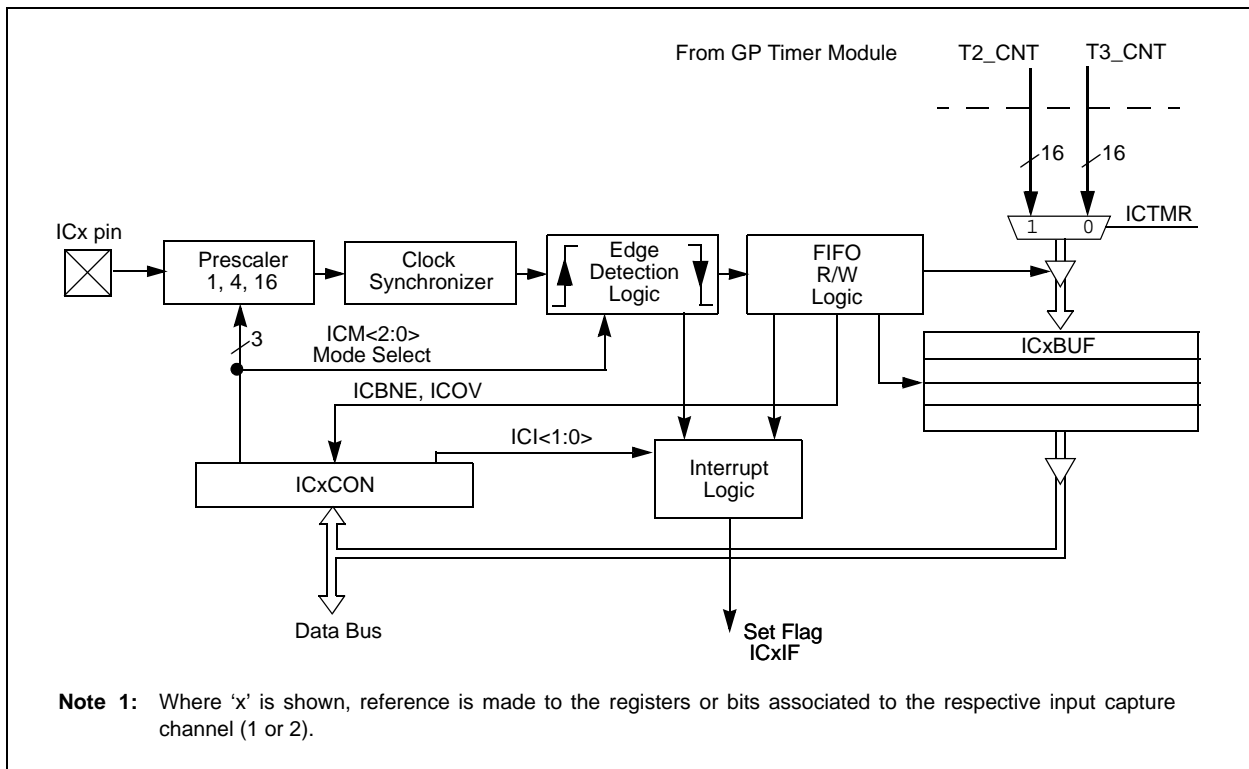 From GP Timer Module
T2_CNT
T3_CNT
16
16
ICx pin
1
0
ICTMR
Prescaler
1, 4, 16
Clock
Synchronizer
Edge
Detection
Logic
FIFO
R/W
Logic
3
ICM<2:0>
Mode Select
ICxBUF
ICBNE, ICOV
ICI<1:0>
ICxCON
Interrupt
Logic
Data Bus
Set Flag
ICxIF
Note 1: Where ‘x’ is shown, reference is made to the registers or bits associated to the respective input capture
channel (1 or 2).